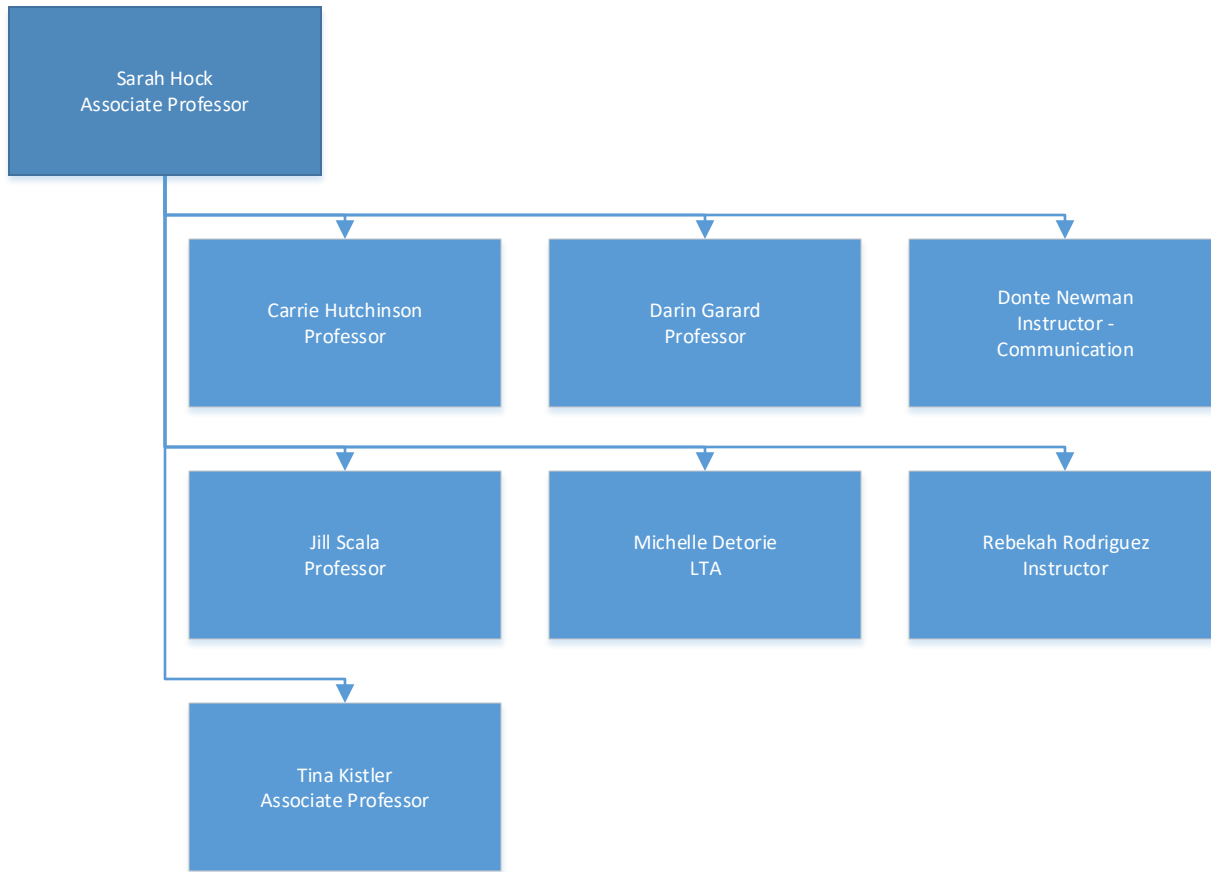 Sarah Hock
Associate Professor
Carrie Hutchinson
Professor
Darin Garard
Professor
Donte Newman
Instructor -
Communication
Jill Scala
Professor
Michelle Detorie
LTA
Rebekah Rodriguez
Instructor
Tina Kistler
Associate Professor